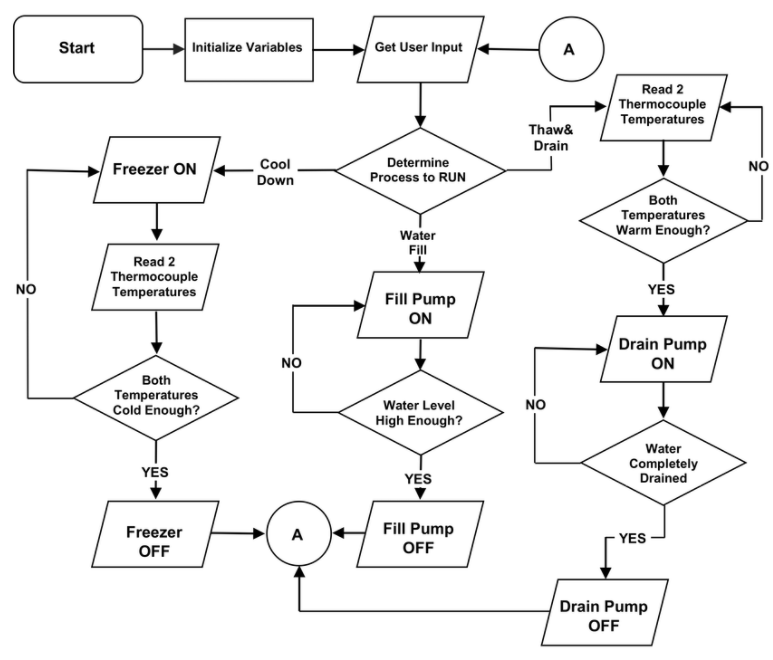 Start
Initialize Variables
Get User Input
A
Read 2
Thermocouple
Temperatures
Thaw&
Drain
Determine
Process to RUN
Cool
Down
Freezer ON
NO
Both
Temperatures
Warm Enough?
Water
Fill
Read 2
Thermocouple
Temperatures
NO
YES
Fill Pump
ON
Drain Pump
ON
NO
Both
Temperatures
Cold Enough?
Water Level
High Enough?
NO
Water
Completely
Drained
YES
YES
Freezer
OFF
A
Fill Pump
OFF
YES
Drain Pump
OFF